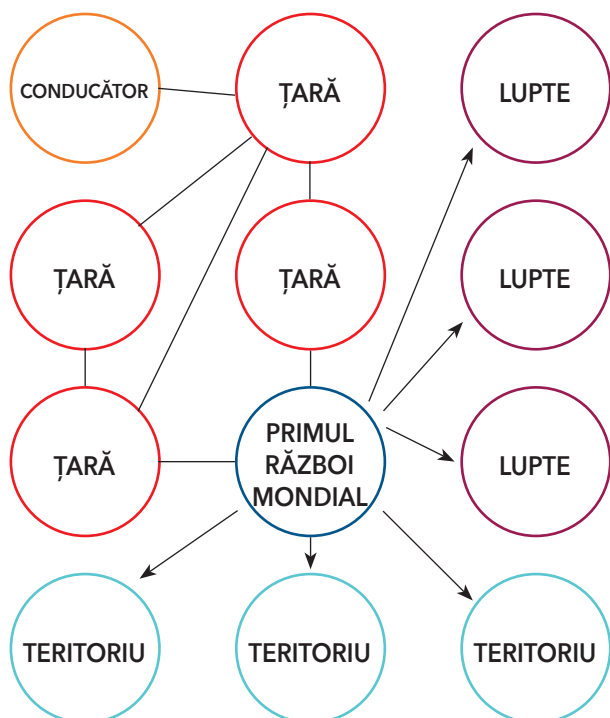 CONDUCĂTOR
ȚARĂ
LUPTE
ȚARĂ
ȚARĂ
LUPTE
ȚARĂ
PRIMUL
RĂZBOI
MONDIAL
LUPTE
TERITORIU
TERITORIU
TERITORIU